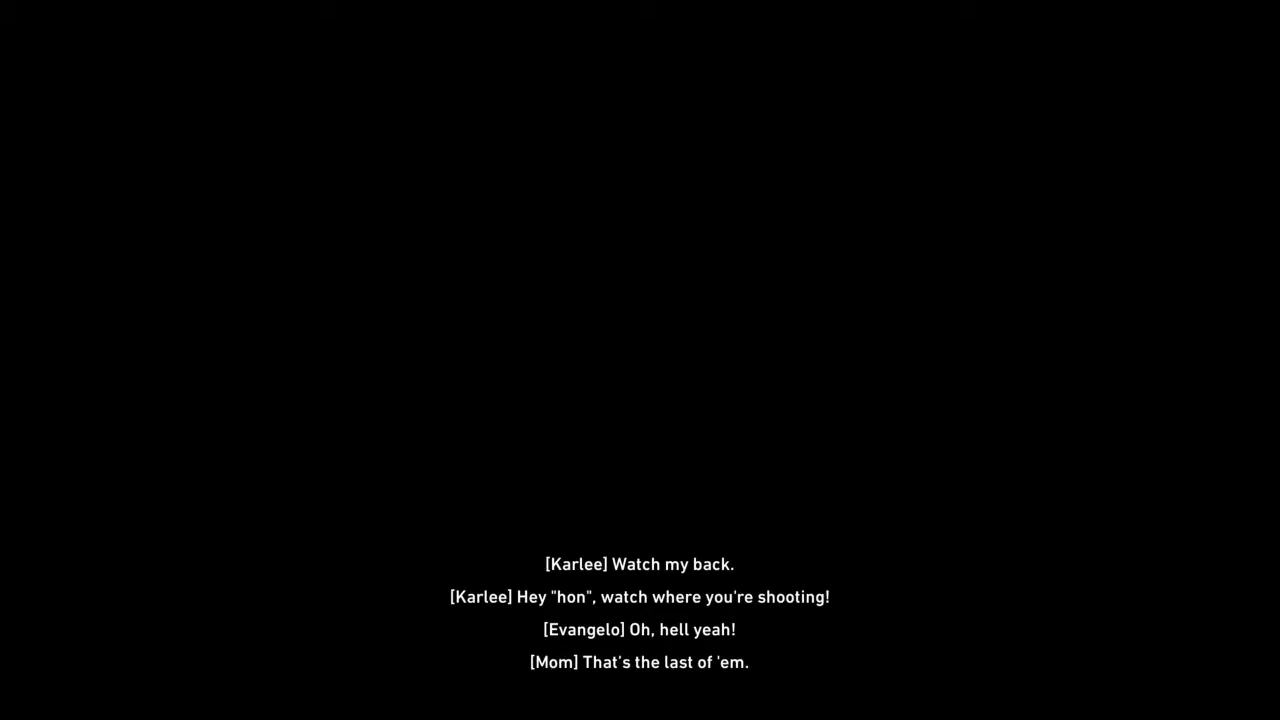 [Karlee] Watch my back.
[Karlee] Hey "hon", watch where you're shooting!
[Evangelo] Oh, hell yeah!
[Mom] That's the last of 'em.